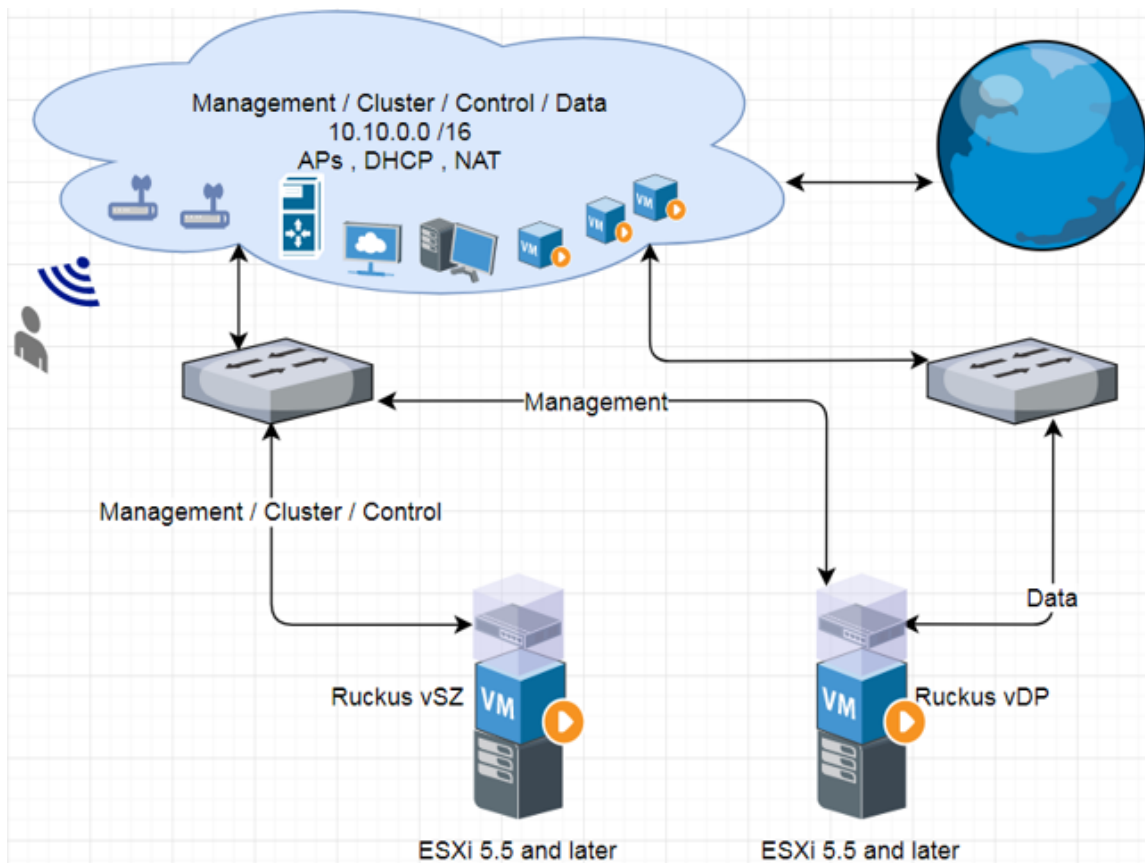 Management / Cluster / Control / Data
10.10.0.0 /16
APs , DHCP , NAT
VM
VM
VM
Management
Management / Cluster / Control
Data
Ruckus vSZ
VM
VM
Ruckus vDP
ESXi 5.5 and later
ESXi 5.5 and later